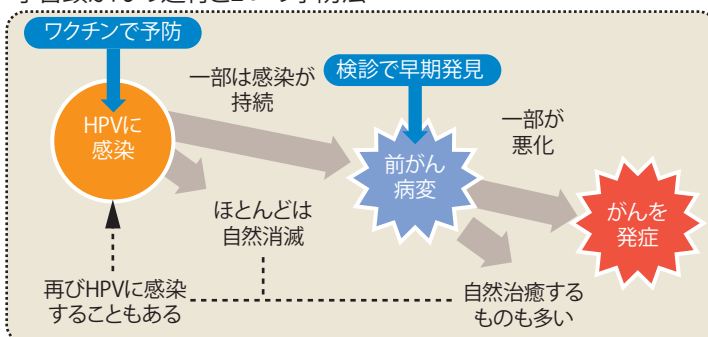 ワクチンで予防
検診で早期発見
一部は感染が
持続
一部が
悪化
HPVに
感染
前がん
病変
がんを
発症
ほとんどは
自然消滅
再びHPVに感染
することもある
自然治癒する
ものも多い